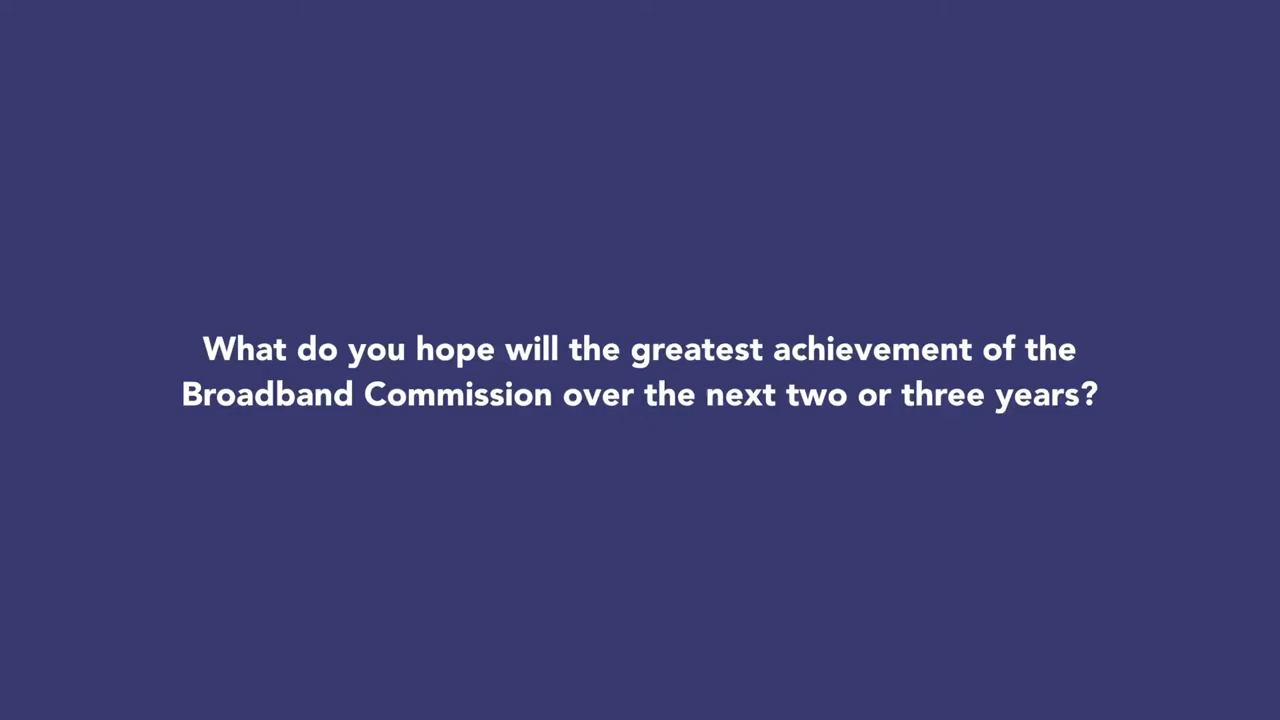 What do you hope will the greatest achievement of the
Broadband Commission over the next two or three years?